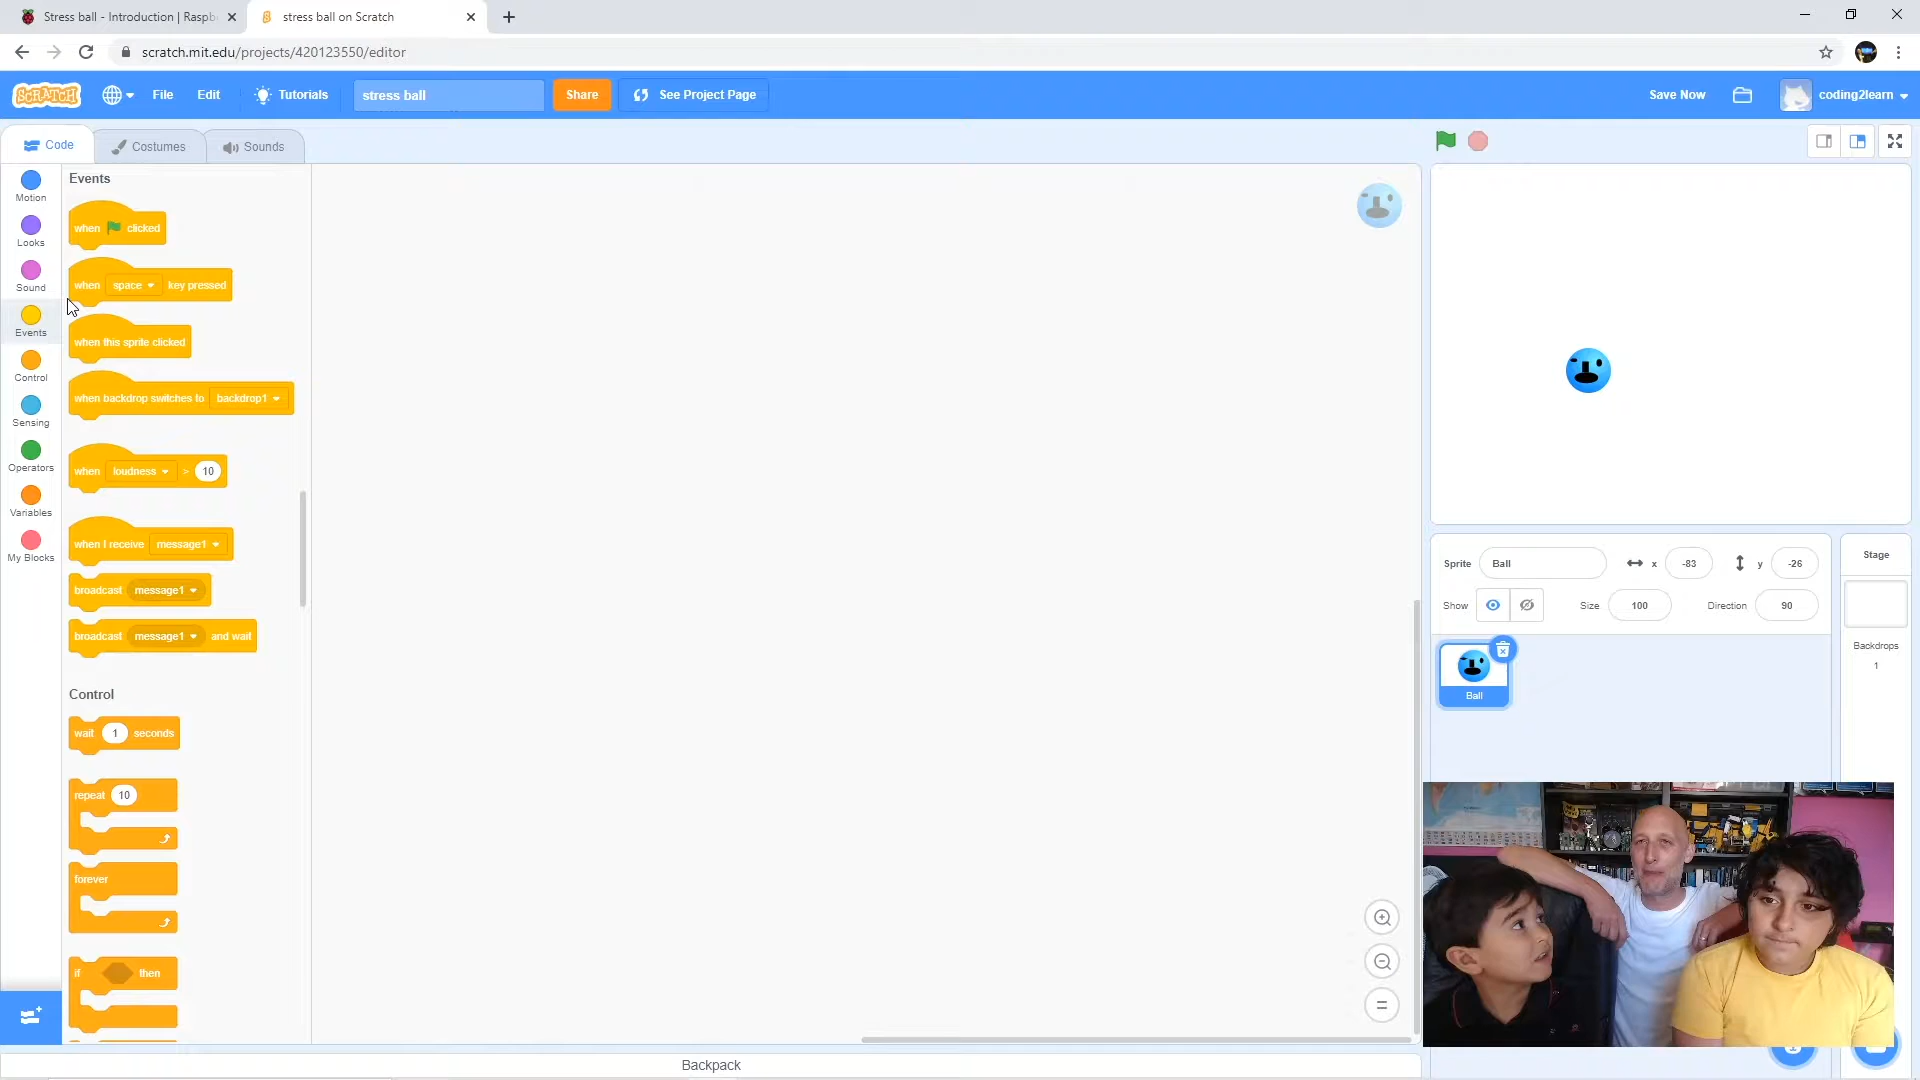 Stress ball - Introduction | Raspb
stress ball on Scratch
scratch.mit.edu/projects/420123550/editor
SCRATCH
File
Edit
Tutorials
stress ball
Share
See Project Page
Save Now
coding2learn
Code
Costumes
Sounds
Motion
Looks
Sound
Events
Control
Sensing
Operators
Variables
My Blocks
Events
when clicked
when space key pressed
when this sprite clicked
when backdrop switches to backdrop1
when loudness > 10
when I receive message1
broadcast message1
broadcast message1 and wait
Control
wait 1 seconds
repeat 10
forever
if then
Sprite Ball x -83 y -26
Show Size 100 Direction 90
Ball
Stage
Backdrops
1
Backpack